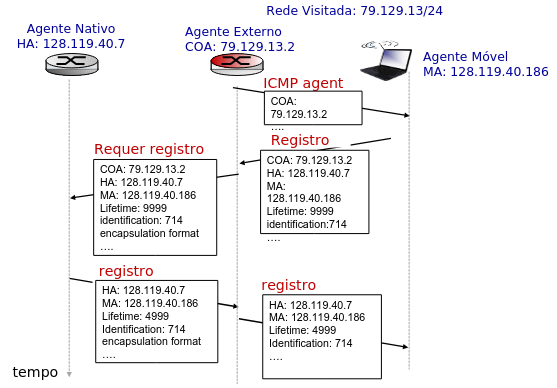 Rede Visitada: 79.129.13/24
Agente Nativo
HA: 128.119.40.7
Agente Externo
COA: 79.129.13.2
Agente Móvel
MA: 128.119.40.186
ICMP agent
COA:
79.129.13.2
....
Registro
COA: 79.129.13.2
HA: 128.119.40.7
MA:
128.119.40.186
Lifetime: 9999
identification:714
....
Requer registro
COA: 79.129.13.2
HA: 128.119.40.7
MA: 128.119.40.186
Lifetime: 9999
identification: 714
encapsulation format
....
registro
HA: 128.119.40.7
MA: 128.119.40.186
Lifetime: 4999
Identification: 714
encapsulation format
....
registro
HA: 128.119.40.7
MA: 128.119.40.186
Lifetime: 4999
Identification: 714
....
tempo